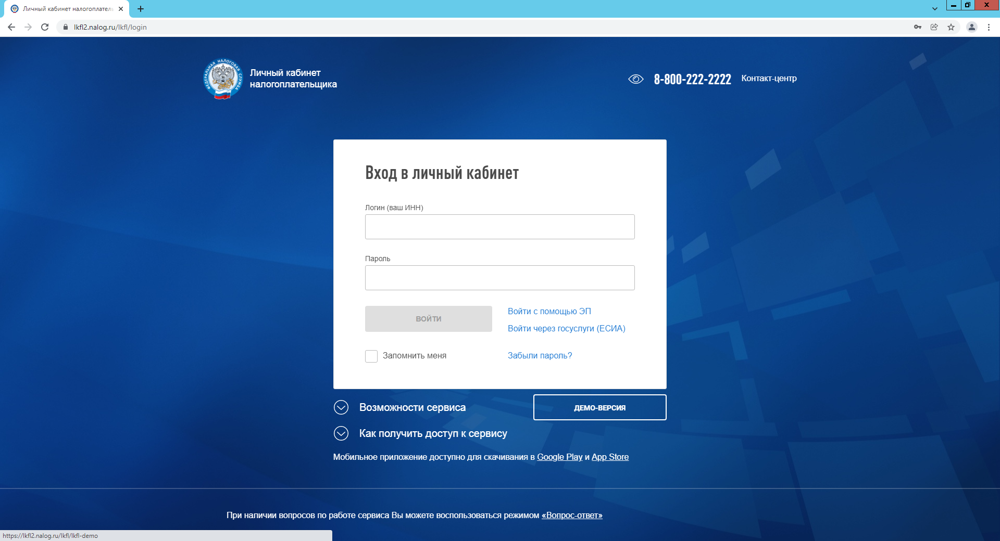 Личный кабинет налогоплатель
lkfl2.nalog.ru/lkfl/login
ФЕДЕРАЛЬНАЯ НАЛОГОВАЯ СЛУЖБА
Личный кабинет
налогоплательщика
8-800-222-2222
Контакт-центр
Вход в личный кабинет
Логин (ваш ИНН)
Пароль
ВОЙТИ
Войти с помощью ЭП
Войти через госуслуги (ЕСИА)
Запомнить меня
Забыли пароль?
Возможности сервиса
ДЕМО-ВЕРСИЯ
Как получить доступ к сервису
Мобильное приложение доступно для скачивания в Google Play и App Store
При наличии вопросов по работе сервиса Вы можете воспользоваться режимом «Вопрос-ответ»
https://lkfl2.nalog.ru/lkfl/lkfl-demo